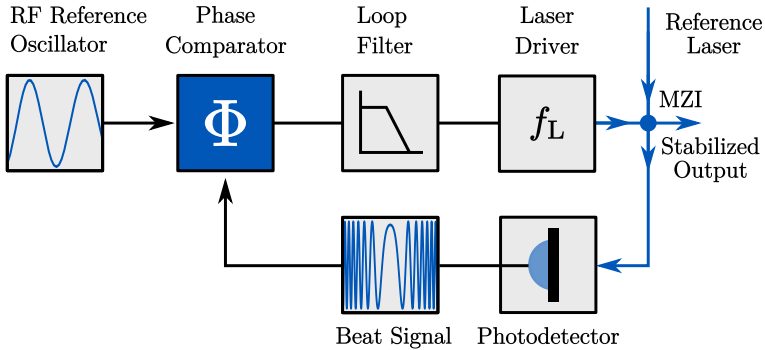 RF Reference
Oscillator
Phase
Comparator
Loop
Filter
Laser
Driver
Reference
Laser
Φ
fL
MZI
Stabilized
Output
Beat Signal
Photodetector